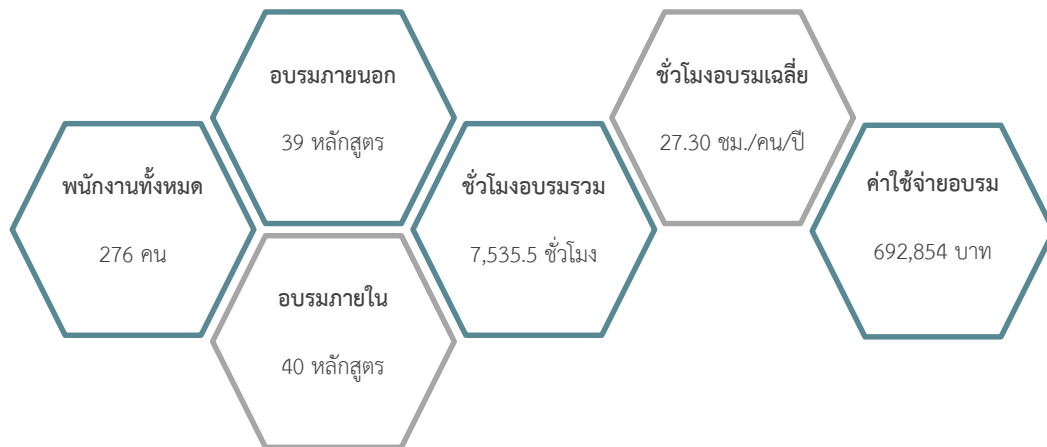 พนักงานทั้งหมด
276 คน
อบรมภายนอก
39 หลักสูตร
อบรมภายใน
40 หลักสูตร
ชั่วโมงอบรมรวม
7,535.5 ชั่วโมง
ชั่วโมงอบรมเฉลี่ย
27.30 ชม./คน/ปี
ค่าใช้จ่ายอบรม
692,854 บาท